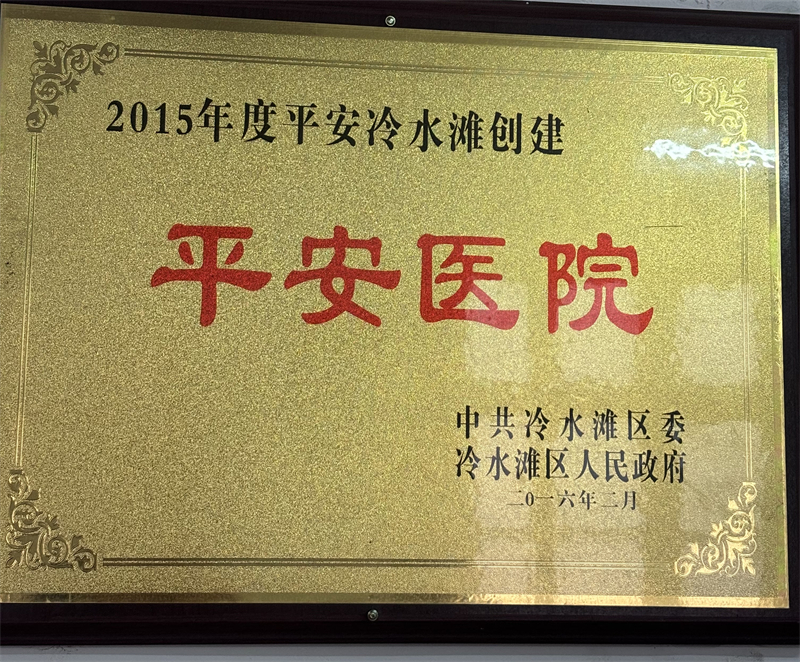 2015年度平安冷水滩创建
平安医院
中共冷水滩区委
冷水滩区人民政府
二0一六年二月